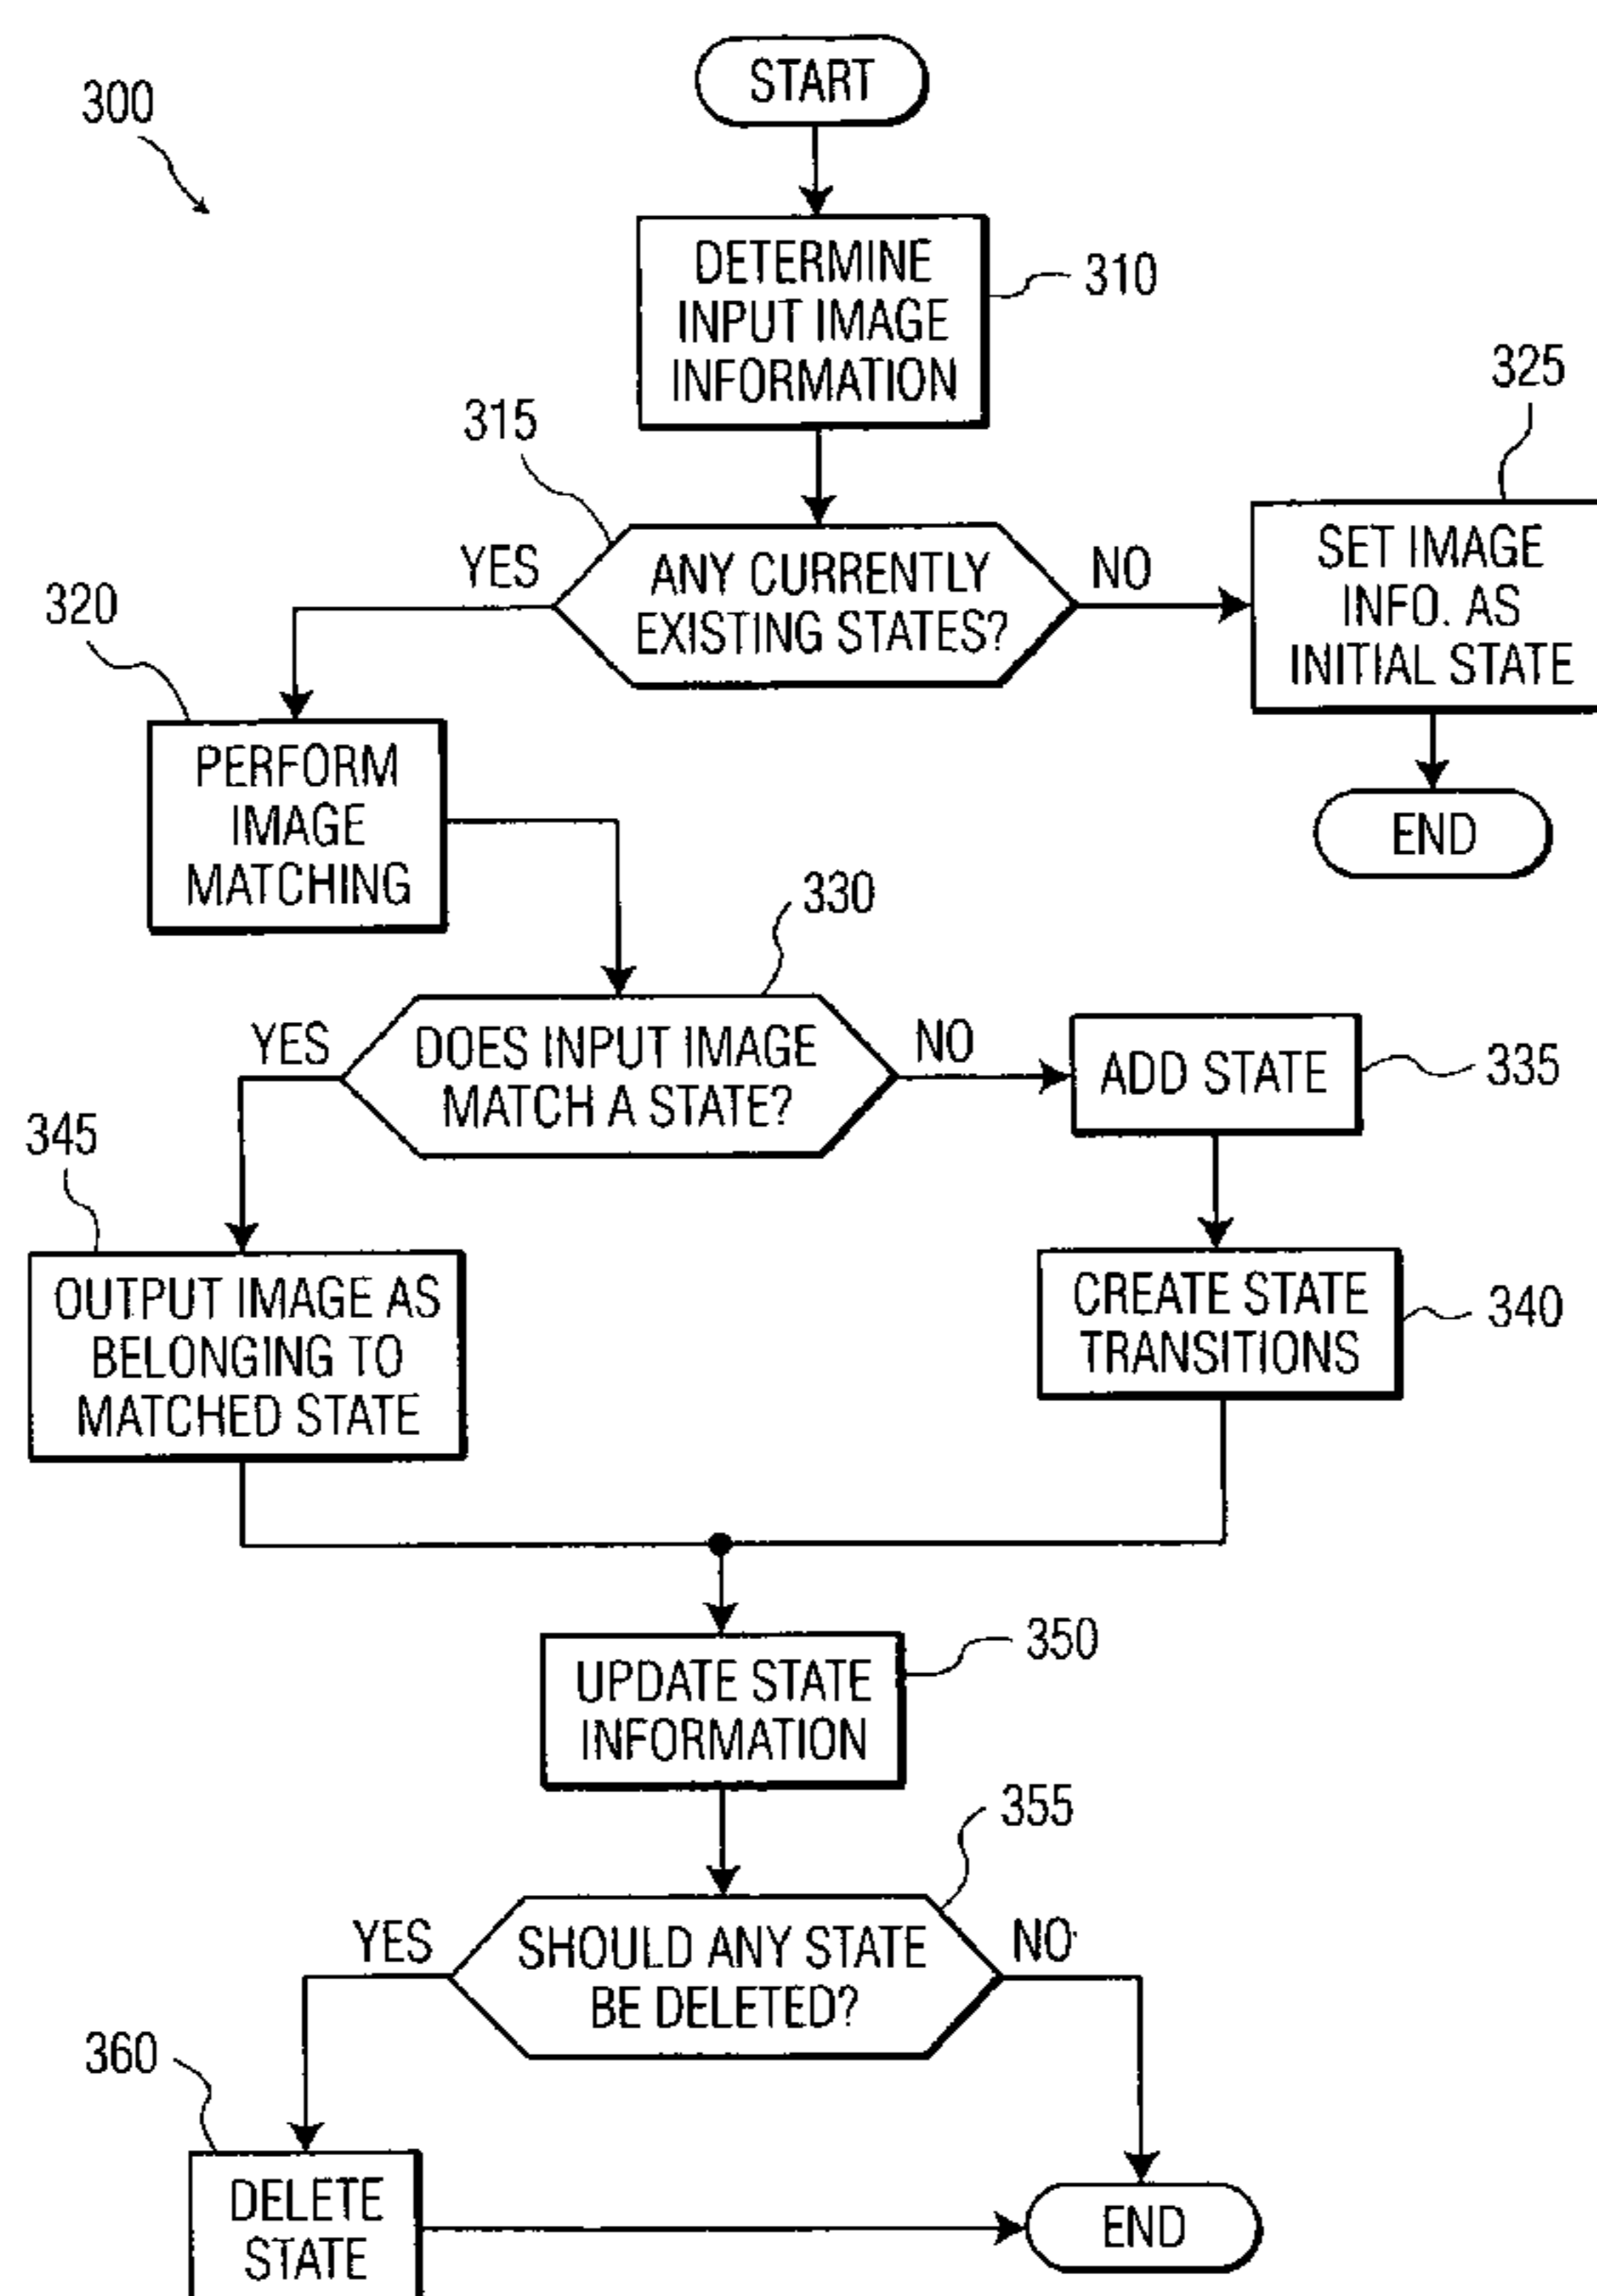 START
300
DETERMINE
INPUT IMAGE
INFORMATION
310
325
315
SET IMAGE
INFO. AS
INITIAL STATE
YES
ANY CURRENTLY
EXISTING STATES?
NO
320
PERFORM
IMAGE
MATCHING
END
330
YES
DOES INPUT IMAGE
MATCH A STATE?
NO
ADD STATE
335
345
OUTPUT IMAGE AS
BELONGING TO
MATCHED STATE
CREATE STATE
TRANSITIONS
340
UPDATE STATE
INFORMATION
350
355
YES
SHOULD ANY STATE
BE DELETED?
NO
360
DELETE
STATE
END